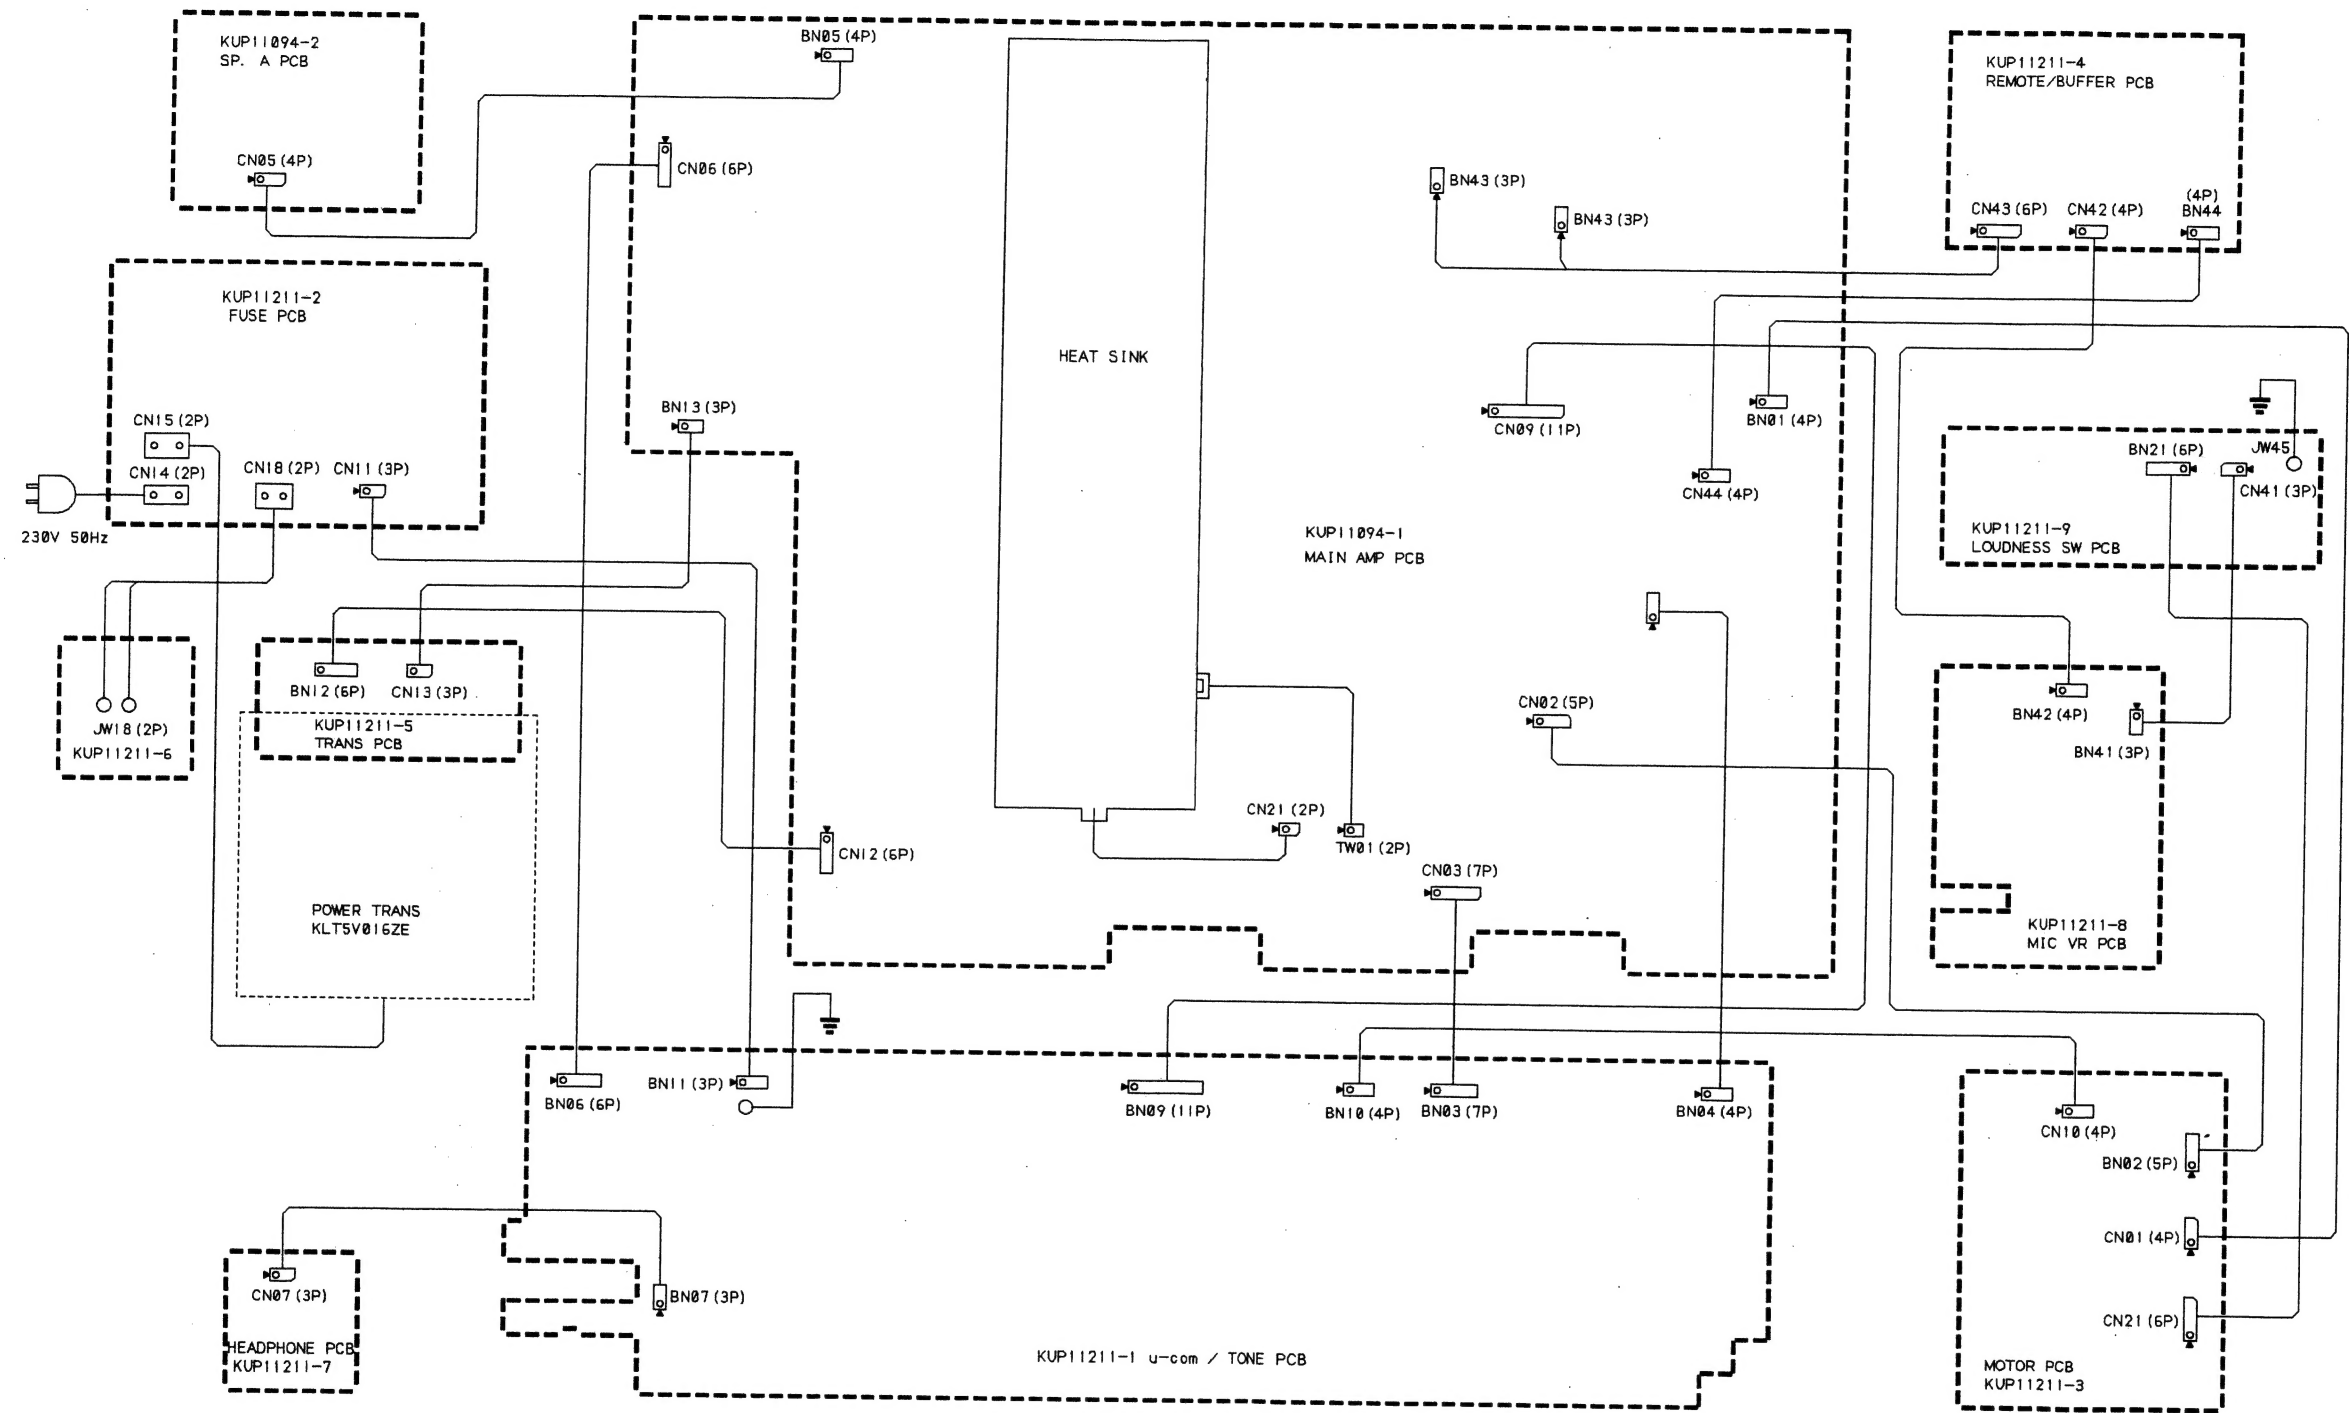 KUP11094-2
SP. A PCB
CN05 (4P)
BN05 (4P)
CN06 (6P)
HEAT SINK
BN43 (3P)
BN43 (3P)
KUP11211-4
REMOTE/BUFFER PCB
CN43 (6P)
CN42 (4P)
(4P)
BN44
KUP11211-2
FUSE PCB
CN15 (2P)
CN14 (2P)
CN18 (2P)
CN11 (3P)
230V 50Hz
BN13 (3P)
CN09 (11P)
BN01 (4P)
CN44 (4P)
KUP11094-1
MAIN AMP PCB
BN21 (6P)
JW45
CN41 (3P)
KUP11211-9
LOUDNESS SW PCB
JW18 (2P)
KUP11211-6
BN12 (6P)
CN13 (3P)
KUP11211-5
TRANS PCB
POWER TRANS
KLT5V016ZE
CN12 (6P)
CN21 (2P)
TW01 (2P)
CN02 (5P)
CN03 (7P)
BN42 (4P)
BN41 (3P)
KUP11211-8
MIC VR PCB
BN06 (6P)
BN11 (3P)
BN09 (11P)
BN10 (4P)
BN03 (7P)
BN04 (4P)
CN10 (4P)
BN02 (5P)
CN01 (4P)
CN21 (6P)
MOTOR PCB
KUP11211-3
CN07 (3P)
HEADPHONE PCB
KUP11211-7
BN07 (3P)
KUP11211-1 u-com / TONE PCB